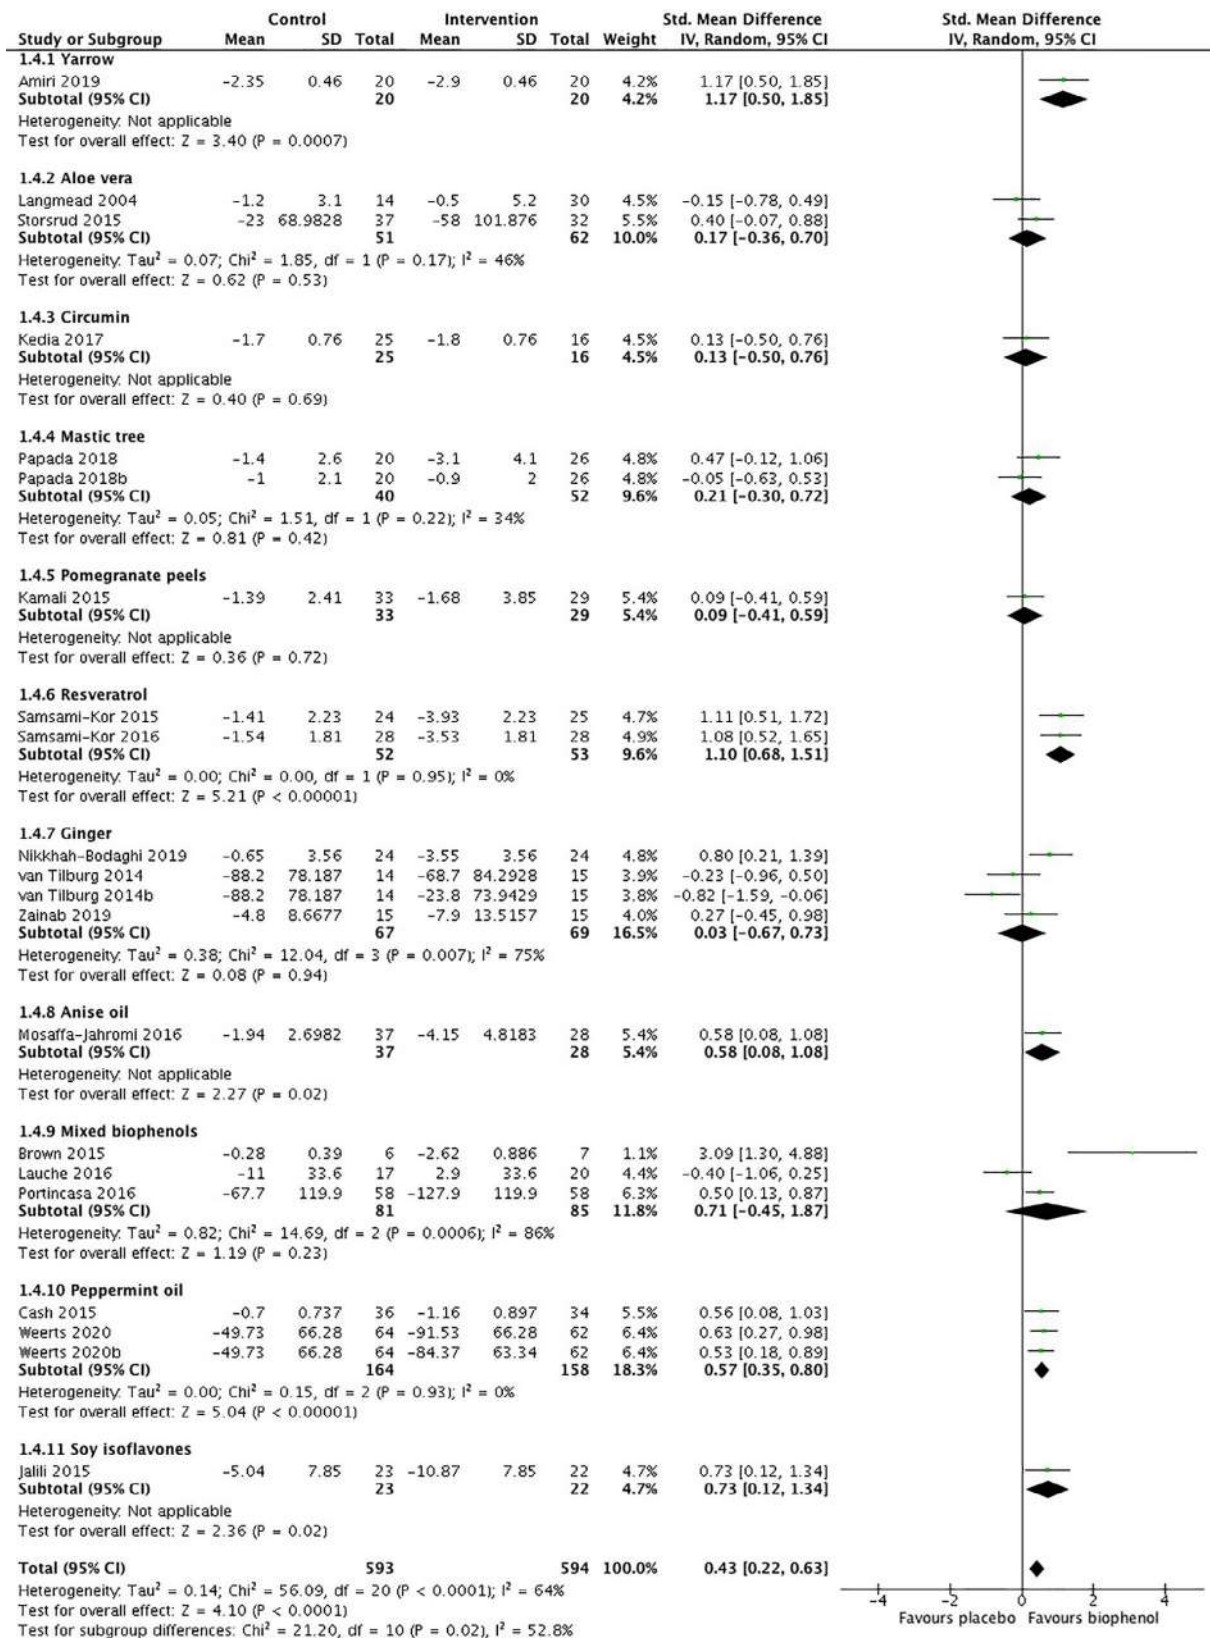 Control Intervention Std. Mean Difference Std. Mean Difference
Study or Subgroup Mean SD Total Mean SD Total Weight IV, Random, 95% CI IV, Random, 95% CI
1.4.1 Yarrow
Amiri 2019 −2.35 0.46 20 −2.9 0.46 20 4.2% 1.17 [0.50, 1.85]
Subtotal (95% CI) 20 20 4.2% 1.17 [0.50, 1.85]
Heterogeneity: Not applicable
Test for overall effect: Z = 3.40 (P = 0.0007)
1.4.2 Aloe vera
Langmead 2004 −1.2 3.1 14 −0.5 5.2 30 4.5% −0.15 [−0.78, 0.49]
Storsrud 2015 −23 68.9828 37 −58 101.876 32 5.5% 0.40 [−0.07, 0.88]
Subtotal (95% CI) 51 62 10.0% 0.17 [−0.36, 0.70]
Heterogeneity: Tau² = 0.07; Chi² = 1.85, df = 1 (P = 0.17); I² = 46%
Test for overall effect: Z = 0.62 (P = 0.53)
1.4.3 Circumin
Kedia 2017 −1.7 0.76 25 −1.8 0.76 16 4.5% 0.13 [−0.50, 0.76]
Subtotal (95% CI) 25 16 4.5% 0.13 [−0.50, 0.76]
Heterogeneity: Not applicable
Test for overall effect: Z = 0.40 (P = 0.69)
1.4.4 Mastic tree
Papada 2018 −1.4 2.6 20 −3.1 4.1 26 4.8% 0.47 [−0.12, 1.06]
Papada 2018b −1 2.1 20 −0.9 2 26 4.8% −0.05 [−0.63, 0.53]
Subtotal (95% CI) 40 52 9.6% 0.21 [−0.30, 0.72]
Heterogeneity: Tau² = 0.05; Chi² = 1.51, df = 1 (P = 0.22); I² = 34%
Test for overall effect: Z = 0.81 (P = 0.42)
1.4.5 Pomegranate peels
Kamali 2015 −1.39 2.41 33 −1.68 3.85 29 5.4% 0.09 [−0.41, 0.59]
Subtotal (95% CI) 33 29 5.4% 0.09 [−0.41, 0.59]
Heterogeneity: Not applicable
Test for overall effect: Z = 0.36 (P = 0.72)
1.4.6 Resveratrol
Samsami−Kor 2015 −1.41 2.23 24 −3.93 2.23 25 4.7% 1.11 [0.51, 1.72]
Samsami−Kor 2016 −1.54 1.81 28 −3.53 1.81 28 4.9% 1.08 [0.52, 1.65]
Subtotal (95% CI) 52 53 9.6% 1.10 [0.68, 1.51]
Heterogeneity: Tau² = 0.00; Chi² = 0.00, df = 1 (P = 0.95); I² = 0%
Test for overall effect: Z = 5.21 (P < 0.00001)
1.4.7 Ginger
Nikkhah−Bodaghi 2019 −0.65 3.56 24 −3.55 3.56 24 4.8% 0.80 [0.21, 1.39]
van Tilburg 2014 −88.2 78.187 14 −68.7 84.2928 15 3.9% −0.23 [−0.96, 0.50]
van Tilburg 2014b −88.2 78.187 14 −23.8 73.9429 15 3.8% −0.82 [−1.59, −0.06]
Zainab 2019 −4.8 8.6677 15 −7.9 13.5157 15 4.0% 0.27 [−0.45, 0.98]
Subtotal (95% CI) 67 69 16.5% 0.03 [−0.67, 0.73]
Heterogeneity: Tau² = 0.38; Chi² = 12.04, df = 3 (P = 0.007); I² = 75%
Test for overall effect: Z = 0.08 (P = 0.94)
1.4.8 Anise oil
Mosaffa−Jahromi 2016 −1.94 2.6982 37 −4.15 4.8183 28 5.4% 0.58 [0.08, 1.08]
Subtotal (95% CI) 37 28 5.4% 0.58 [0.08, 1.08]
Heterogeneity: Not applicable
Test for overall effect: Z = 2.27 (P = 0.02)
1.4.9 Mixed biophenols
Brown 2015 −0.28 0.39 6 −2.62 0.886 7 1.1% 3.09 [1.30, 4.88]
Lauche 2016 −11 33.6 17 2.9 33.6 20 4.4% −0.40 [−1.06, 0.25]
Portincasa 2016 −67.7 119.9 58 −127.9 119.9 58 6.3% 0.50 [0.13, 0.87]
Subtotal (95% CI) 81 85 11.8% 0.71 [−0.45, 1.87]
Heterogeneity: Tau² = 0.82; Chi² = 14.69, df = 2 (P = 0.0006); I² = 86%
Test for overall effect: Z = 1.19 (P = 0.23)
1.4.10 Peppermint oil
Cash 2015 −0.7 0.737 36 −1.16 0.897 34 5.5% 0.56 [0.08, 1.03]
Weerts 2020 −49.73 66.28 64 −91.53 66.28 62 6.4% 0.63 [0.27, 0.98]
Weerts 2020b −49.73 66.28 64 −84.37 63.34 62 6.4% 0.53 [0.18, 0.89]
Subtotal (95% CI) 164 158 18.3% 0.57 [0.35, 0.80]
Heterogeneity: Tau² = 0.00; Chi² = 0.15, df = 2 (P = 0.93); I² = 0%
Test for overall effect: Z = 5.04 (P < 0.00001)
1.4.11 Soy isoflavones
Jalili 2015 −5.04 7.85 23 −10.87 7.85 22 4.7% 0.73 [0.12, 1.34]
Subtotal (95% CI) 23 22 4.7% 0.73 [0.12, 1.34]
Heterogeneity: Not applicable
Test for overall effect: Z = 2.36 (P = 0.02)
Total (95% CI) 593 594 100.0% 0.43 [0.22, 0.63]
Heterogeneity: Tau² = 0.14; Chi² = 56.09, df = 20 (P < 0.0001); I² = 64%
Test for overall effect: Z = 4.10 (P < 0.0001)
Test for subgroup differences: Chi² = 21.20, df = 10 (P = 0.02), I² = 52.8%
−4 −2 0 2 4
Favours placebo Favours biophenol